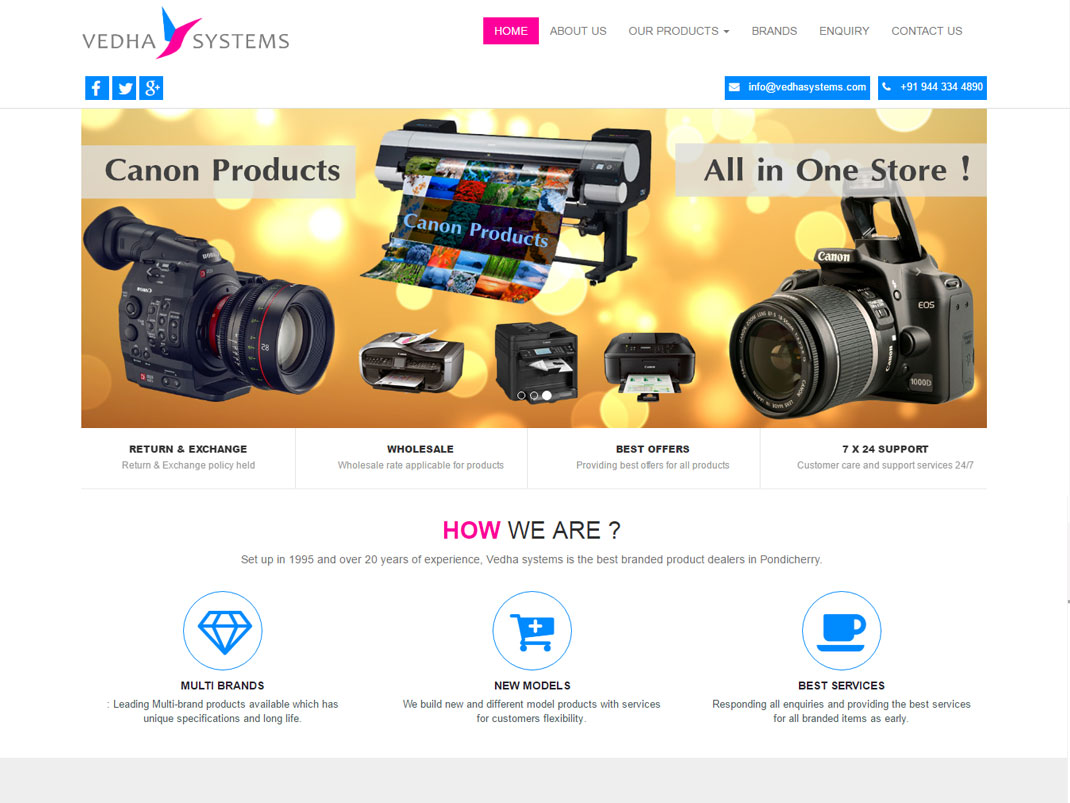 VEDHA SYSTEMS
HOME ABOUT US OUR PRODUCTS BRANDS ENQUIRY CONTACT US
info@vedhasystems.com +91 944 334 4890
Canon Products
All in One Store !
Canon Products
Canon
EOS
Canon
1000D
28
RETURN & EXCHANGE
Return & Exchange policy held
WHOLESALE
Wholesale rate applicable for products
BEST OFFERS
Providing best offers for all products
7 X 24 SUPPORT
Customer care and support services 24/7
HOW WE ARE ?
Set up in 1995 and over 20 years of experience, Vedha systems is the best branded product dealers in Pondicherry.
MULTI BRANDS
: Leading Multi-brand products available which has
unique specifications and long life.
NEW MODELS
We build new and different model products with services
for customers flexibility.
BEST SERVICES
Responding all enquiries and providing the best services
for all branded items as early.